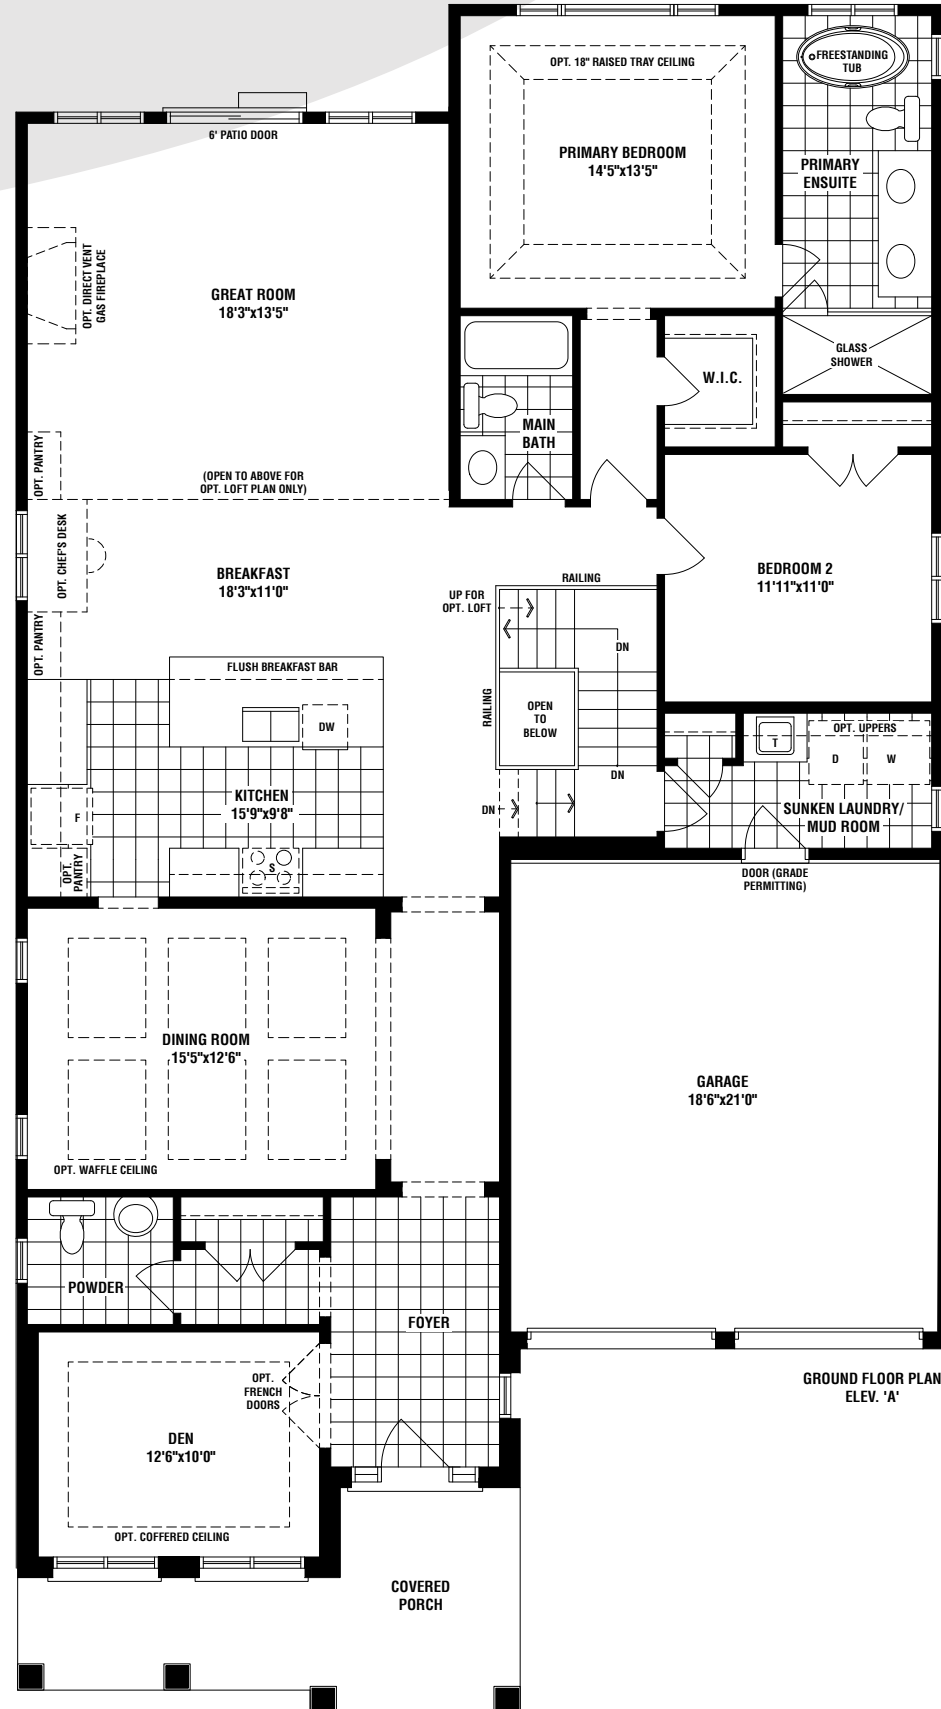 FREESTANDING
TUB
OPT. 18" RAISED TRAY CEILING
6' PATIO DOOR
PRIMARY BEDROOM
14'5"x13'5"
PRIMARY
ENSUITE
OPT. DIRECT VENT
GAS FIREPLACE
GREAT ROOM
18'3"x13'5"
GLASS
SHOWER
W.I.C.
MAIN
BATH
OPT. PANTRY
(OPEN TO ABOVE FOR
OPT. LOFT PLAN ONLY)
OPT. CHEF'S DESK
BREAKFAST
18'3"x11'0"
BEDROOM 2
11'11"x11'0"
RAILING
UP FOR
OPT. LOFT
DN
OPT. PANTRY
FLUSH BREAKFAST BAR
RAILING
OPEN
TO
BELOW
DW
T
OPT. UPPERS
D
W
DN
KITCHEN
15'9"x9'8"
F
DN
SUNKEN LAUNDRY/
MUD ROOM
OPT.
PANTRY
S
DOOR (GRADE
PERMITTING)
DINING ROOM
15'5"x12'6"
GARAGE
18'6"x21'0"
OPT. WAFFLE CEILING
POWDER
FOYER
OPT.
FRENCH
DOORS
GROUND FLOOR PLAN
ELEV. 'A'
DEN
12'6"x10'0"
OPT. COFFERED CEILING
COVERED
PORCH